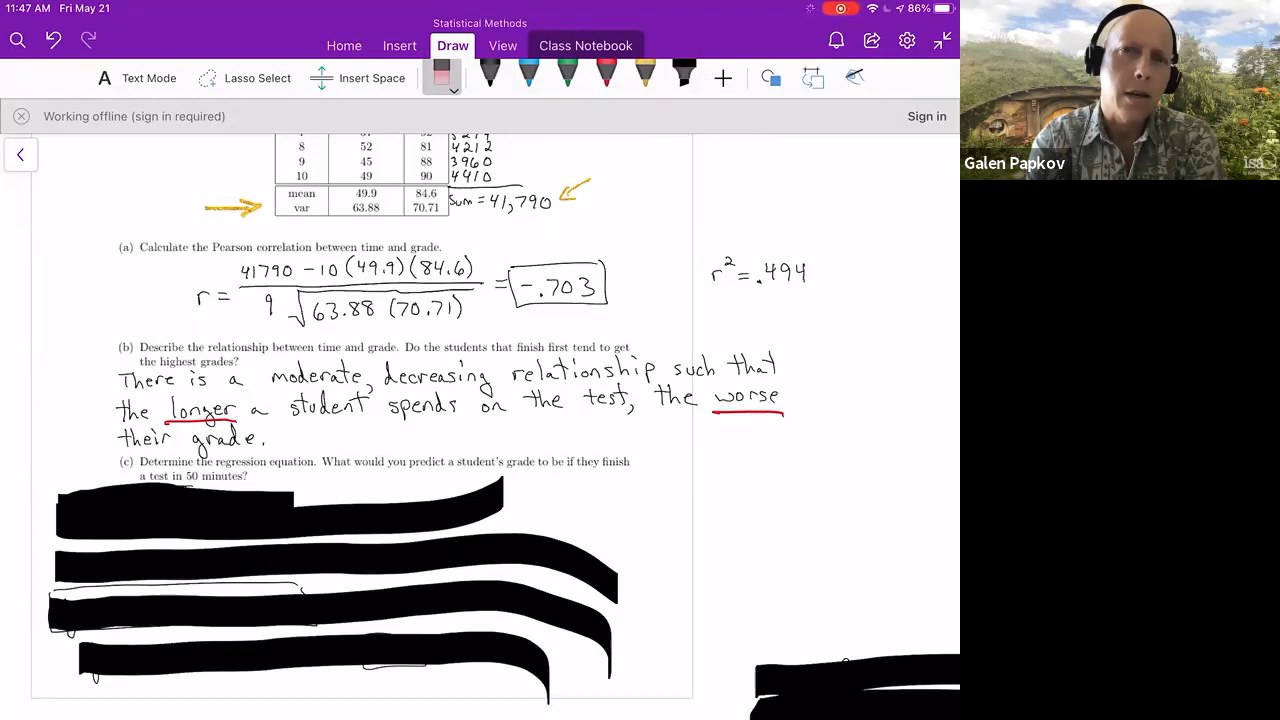 11:47 AM Fri May 21
86%
Statistical Methods
Home Insert Draw View Class Notebook
A Text Mode Lasso Select Insert Space
Working offline (sign in required) Sign in
Galen Papkov
8 52 81 4212
9 45 88 3960
10 49 90 4410
mean 49.9 84.6
var 63.88 70.71
Sum = 41,790
(a) Calculate the Pearson correlation between time and grade.
r = 41790 - 10 (49.9)(84.6) / 9 √63.88 (70.71) = -.703
r² = .494
(b) Describe the relationship between time and grade. Do the students that finish first tend to get
the highest grades?
There is a moderate, decreasing relationship such that
the longer a student spends on the test, the worse
their grade.
(c) Determine the regression equation. What would you predict a student's grade to be if they finish
a test in 50 minutes?